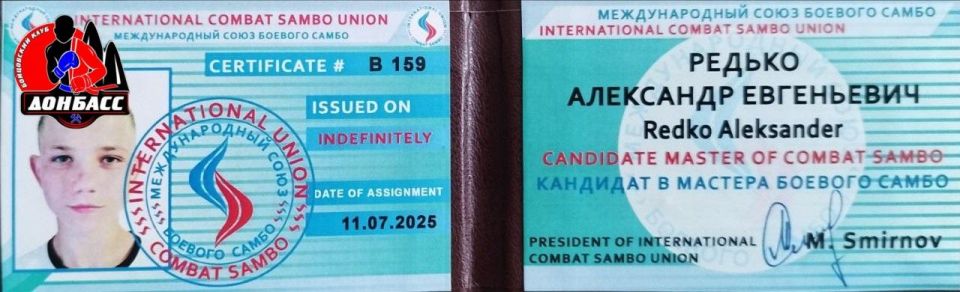 INTERNATIONAL COMBAT SAMBO UNION
МЕЖДУНАРОДНЫЙ СОЮЗ БОЕВОГО САМБО
БОЙЦОВСКИЙ КЛУБ
ДОНБАСС
CERTIFICATE # B 159
ISSUED ON
INDEFINITELY
DATE OF ASSIGNMENT
11.07.2025
INTERNATIONAL UNION
COMBAT SAMBO
МЕЖДУНАРОДНЫЙ СОЮЗ
БОЕВОГО САМБО
МЕЖДУНАРОДНЫЙ СОЮЗ БОЕВОГО САМБО
INTERNATIONAL COMBAT SAMBO UNION
РЕДЬКО
АЛЕКСАНДР ЕВГЕНЬЕВИЧ
Redko Aleksander
CANDIDATE MASTER OF COMBAT SAMBO
КАНДИДАТ В МАСТЕРА БОЕВОГО САМБО
PRESIDENT OF INTERNATIONAL
COMBAT SAMBO UNION
M. Smirnov